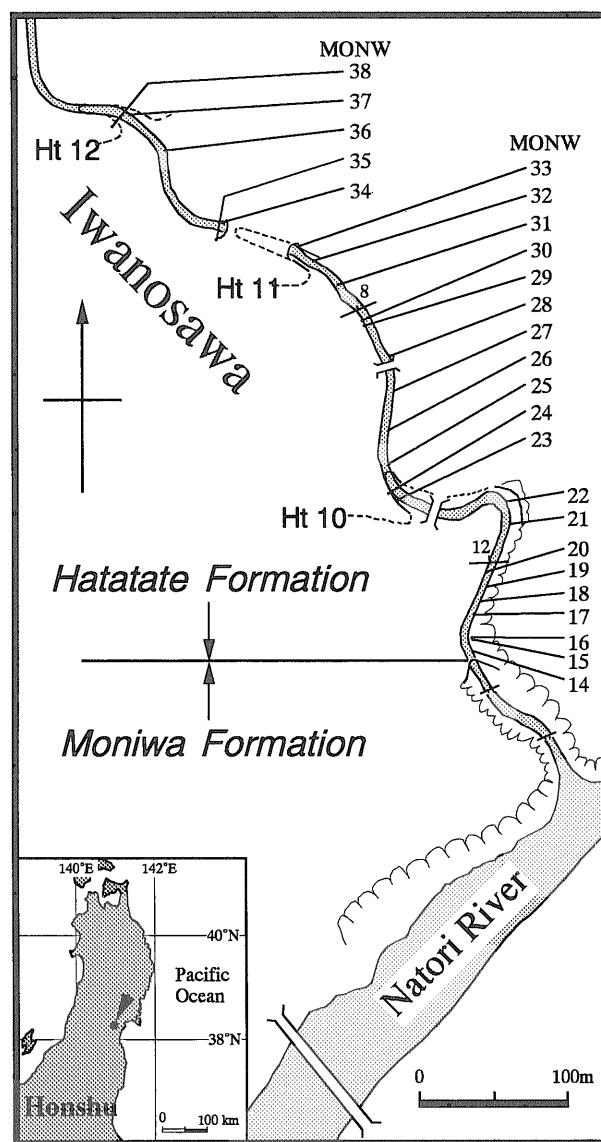 MONW
38
37
36
35
34
Ht 12
MONW
33
32
31
30
29
28
27
26
25
24
23
Iwanosawa
Ht 11
8
22
21
Ht 10
12
20
19
18
17
16
15
14
Hatatate Formation
Moniwa Formation
140°E
142°E
40°N
Pacific
Ocean
38°N
Honshu
0
100 km
Natori River
0
100m